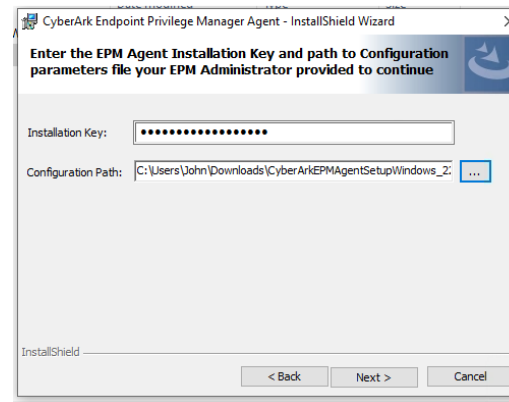 CyberArk Endpoint Privilege Manager Agent - InstallShield Wizard
Enter the EPM Agent Installation Key and path to Configuration
parameters file your EPM Administrator provided to continue
Installation Key: ••••••••••••••••••
Configuration Path: C:\Users\John\Downloads\CyberArkEPMAgentSetupWindows_2 ...
InstallShield
< Back Next > Cancel